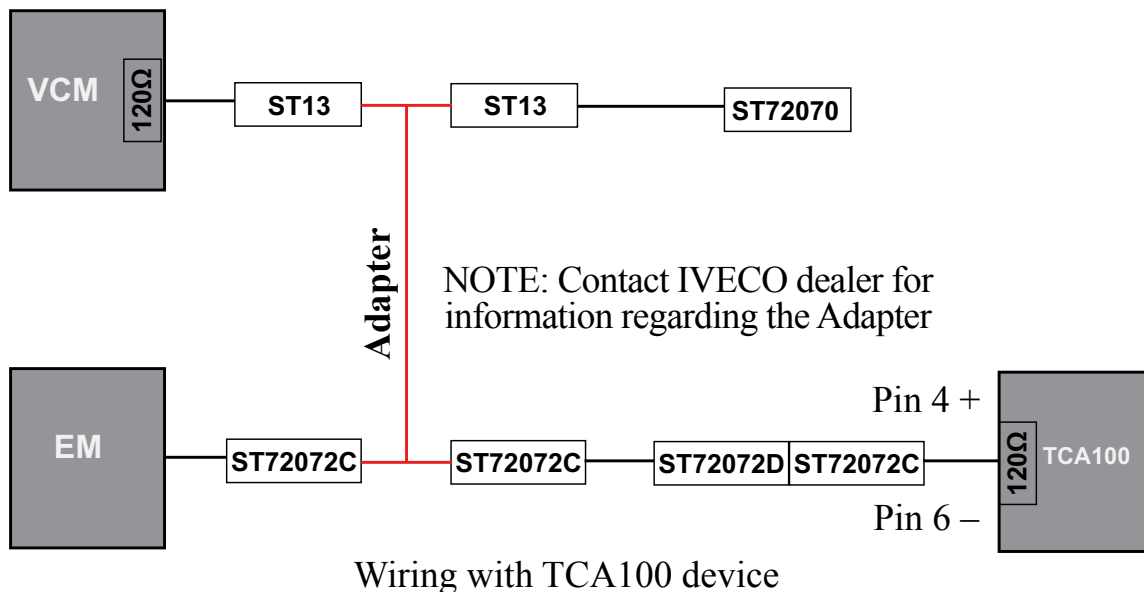 VCM
120Ω
ST13
ST13
ST72070
Adapter
NOTE: Contact IVECO dealer for
information regarding the Adapter
Pin 4 +
EM
ST72072C
ST72072C
ST72072D
ST72072C
120Ω
TCA100
Pin 6 –
Wiring with TCA100 device